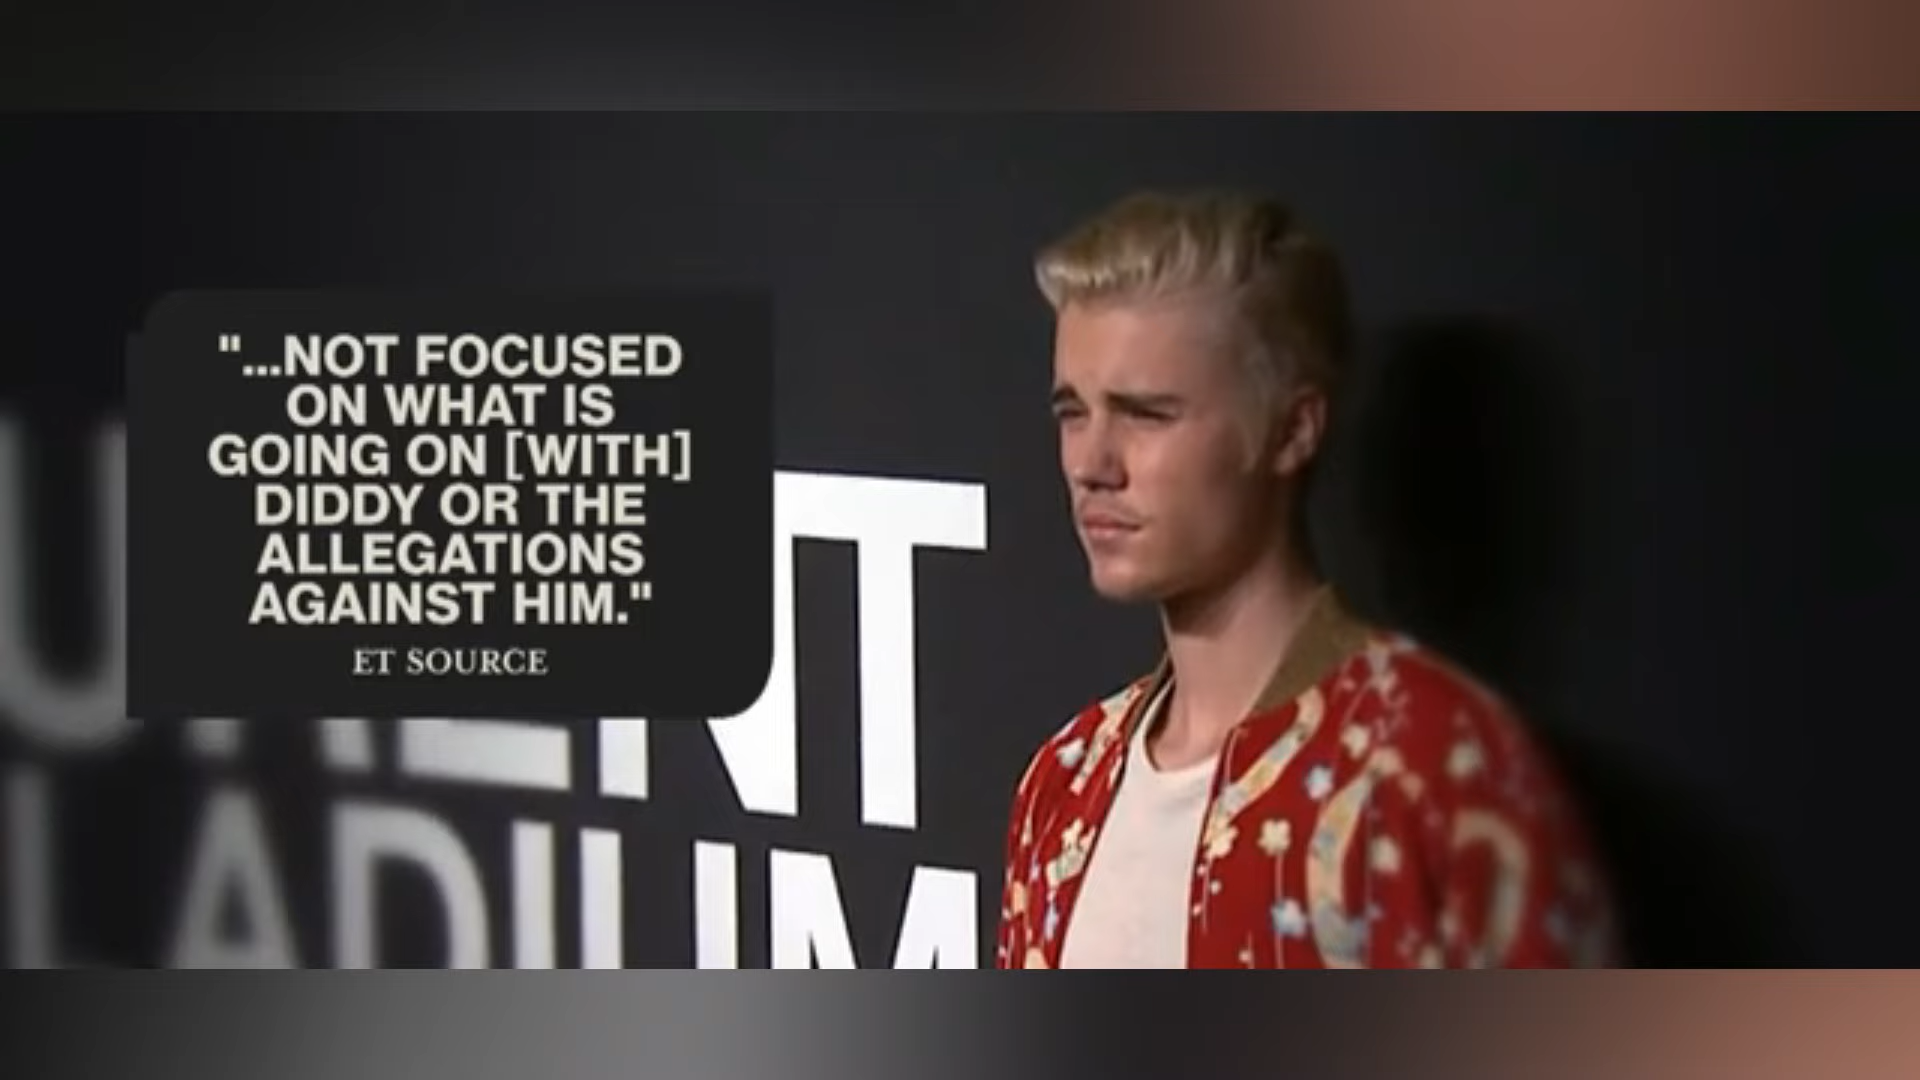 "...NOT FOCUSED
ON WHAT IS
GOING ON [WITH]
DIDDY OR THE
ALLEGATIONS
AGAINST HIM."
ET SOURCE